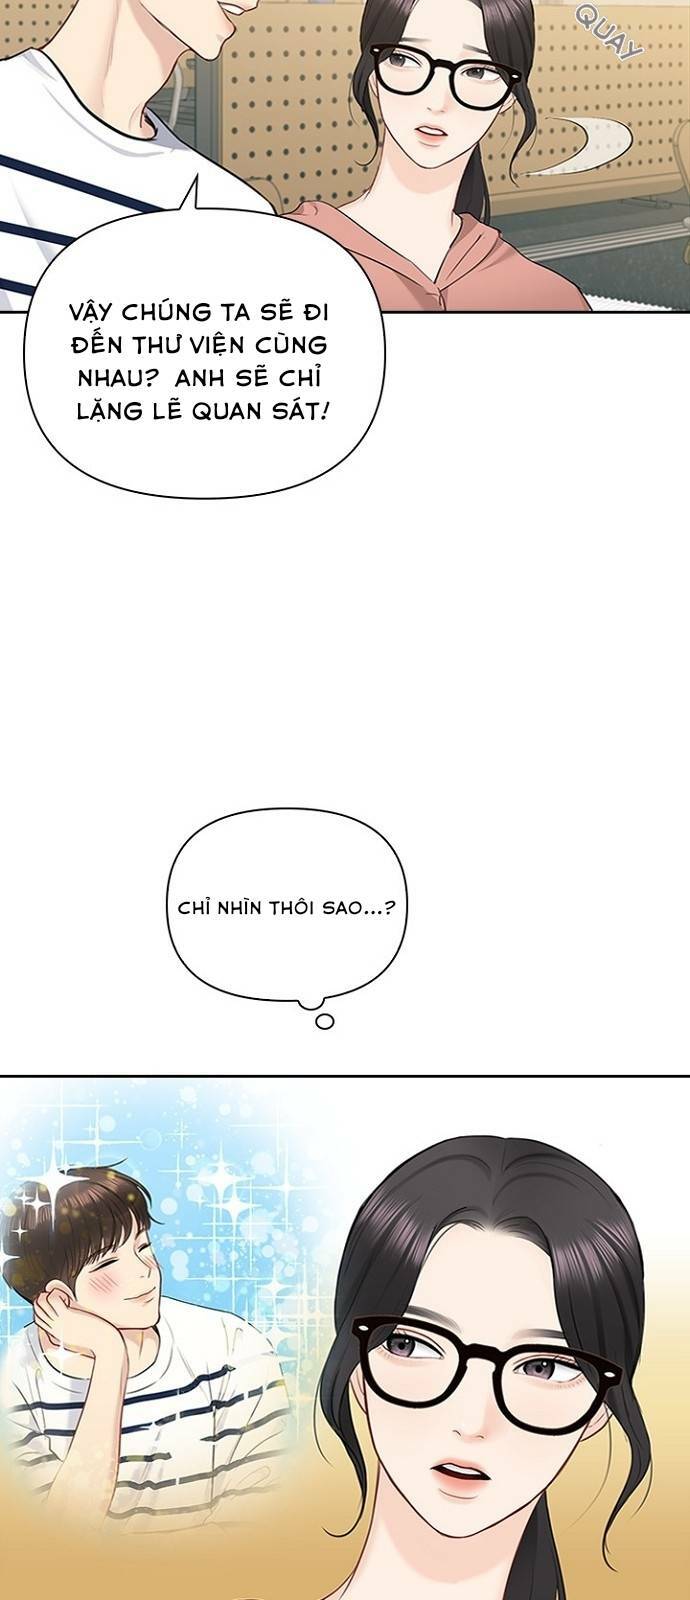 QUAY
VẬY CHÚNG TA SẼ ĐI
ĐẾN THƯ VIỆN CÙNG
NHAU? ANH SẼ CHỈ
LẶNG LẼ QUAN SÁT!
CHỈ NHÌN THÔI SAO...?